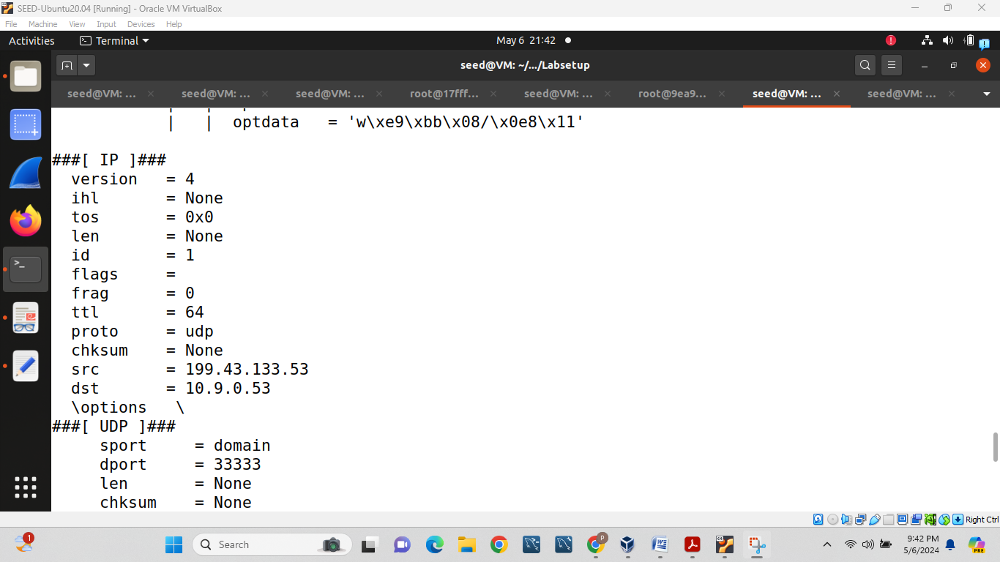 SEED-Ubuntu20.04 [Running] - Oracle VM VirtualBox
File Machine View Input Devices Help
Activities Terminal May 6 21:42
seed@VM: ~/.../Labsetup
seed@VM: ... seed@VM: ... seed@VM: ... root@17fff... seed@VM: ... root@9ea9... seed@VM: ... seed@VM: ...
| | optdata = 'w\xe9\xbb\x08/\x0e8\x11'
###[ IP ]###
version = 4
ihl = None
tos = 0x0
len = None
id = 1
flags =
frag = 0
ttl = 64
proto = udp
chksum = None
src = 199.43.133.53
dst = 10.9.0.53
\options \
###[ UDP ]###
sport = domain
dport = 33333
len = None
chksum = None
Right Ctrl
1
Search
9:42 PM
5/6/2024
PRE